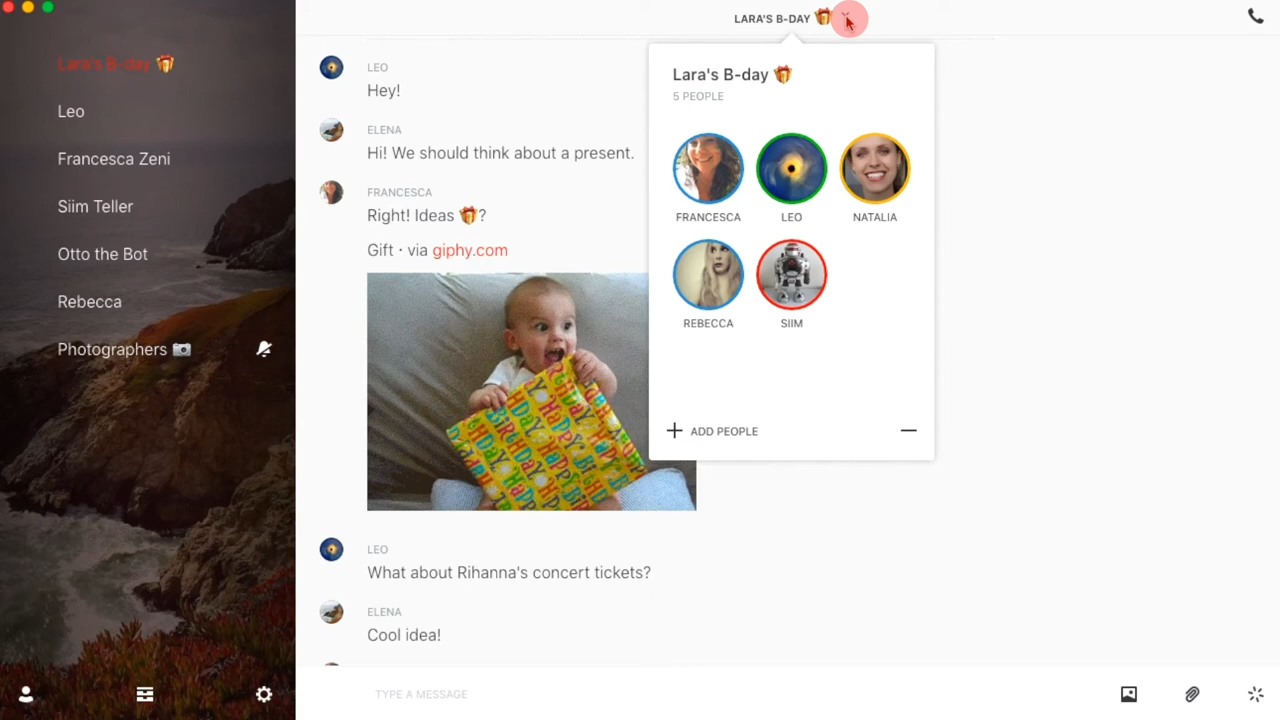 Lara's B-day 🎁
Leo
Francesca Zeni
Siim Teller
Otto the Bot
Rebecca
Photographers 📷
LARA'S B-DAY 🎁
LEO
Hey!
ELENA
Hi! We should think about a present.
FRANCESCA
Right! Ideas 🎁?
Gift · via giphy.com
HAPPY BIRTHDAY
LEO
What about Rihanna's concert tickets?
ELENA
Cool idea!
TYPE A MESSAGE
Lara's B-day 🎁
5 PEOPLE
FRANCESCA LEO NATALIA
REBECCA SIIM
ADD PEOPLE